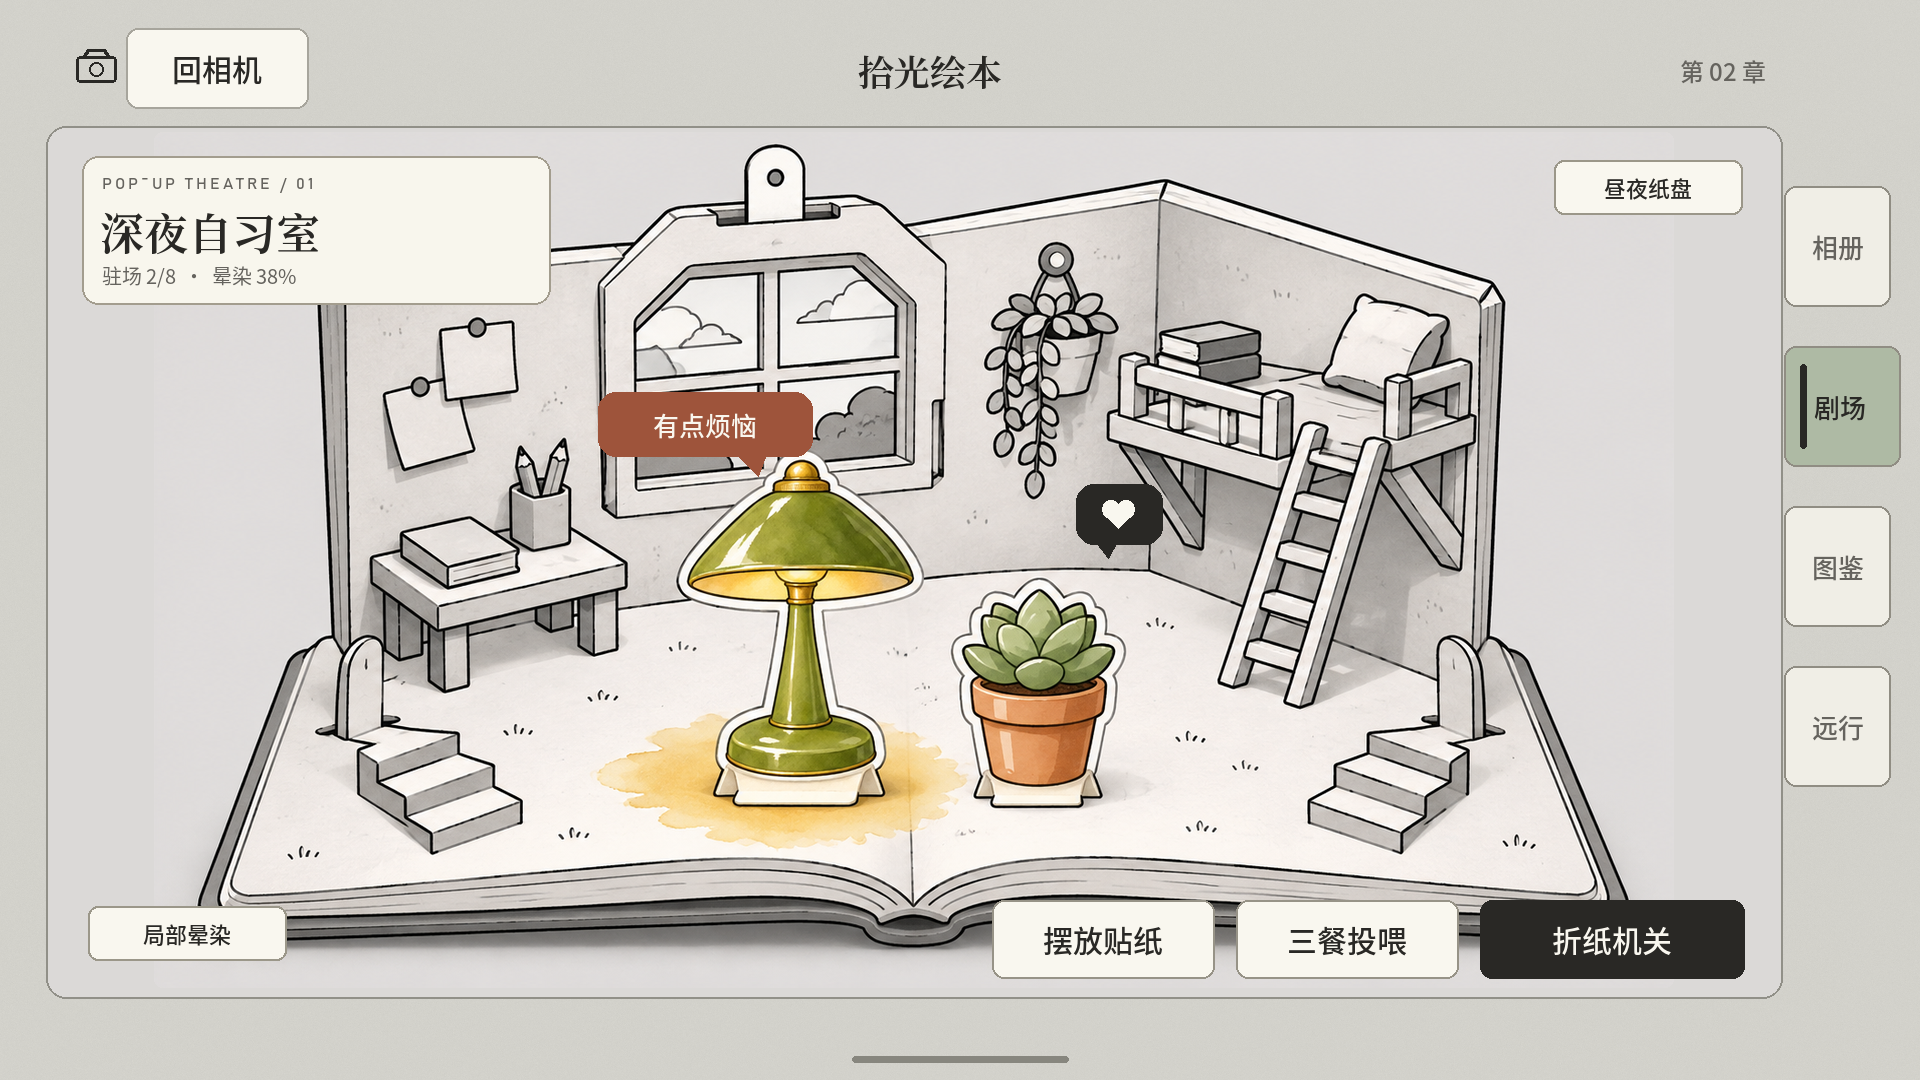 回相机
拾光绘本
第 02 章
POP-UP THEATRE / 01
深夜自习室
驻场 2/8 · 晕染 38%
昼夜纸盘
相册
剧场
图鉴
远行
有点烦恼
局部晕染
摆放贴纸
三餐投喂
折纸机关